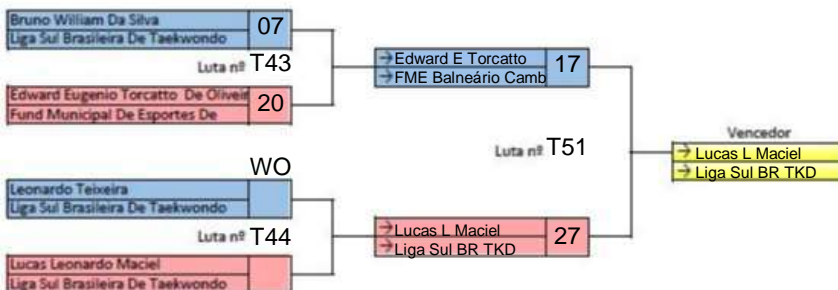 Bruno William Da Silva
Liga Sul Brasileira De Taekwondo
07
Luta nº T43
Edward Eugenio Torcatto De Oliveir
Fund Municipal De Esportes De
20
→Edward E Torcatto
→FME Balneário Camb
17
Luta nº T51
Vencedor
→ Lucas L Maciel
→ Liga Sul BR TKD
WO
Leonardo Teixeira
Liga Sul Brasileira De Taekwondo
Luta nº T44
Lucas Leonardo Maciel
Liga Sul Brasileira De Taekwondo
→Lucas L Maciel
→Liga Sul BR TKD
27